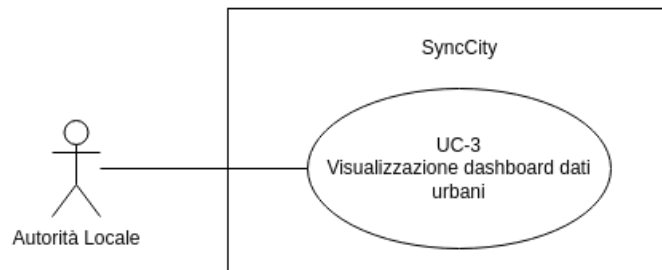 SyncCity
UC-3
Visualizzazione dashboard dati
urbani
Autorità Locale